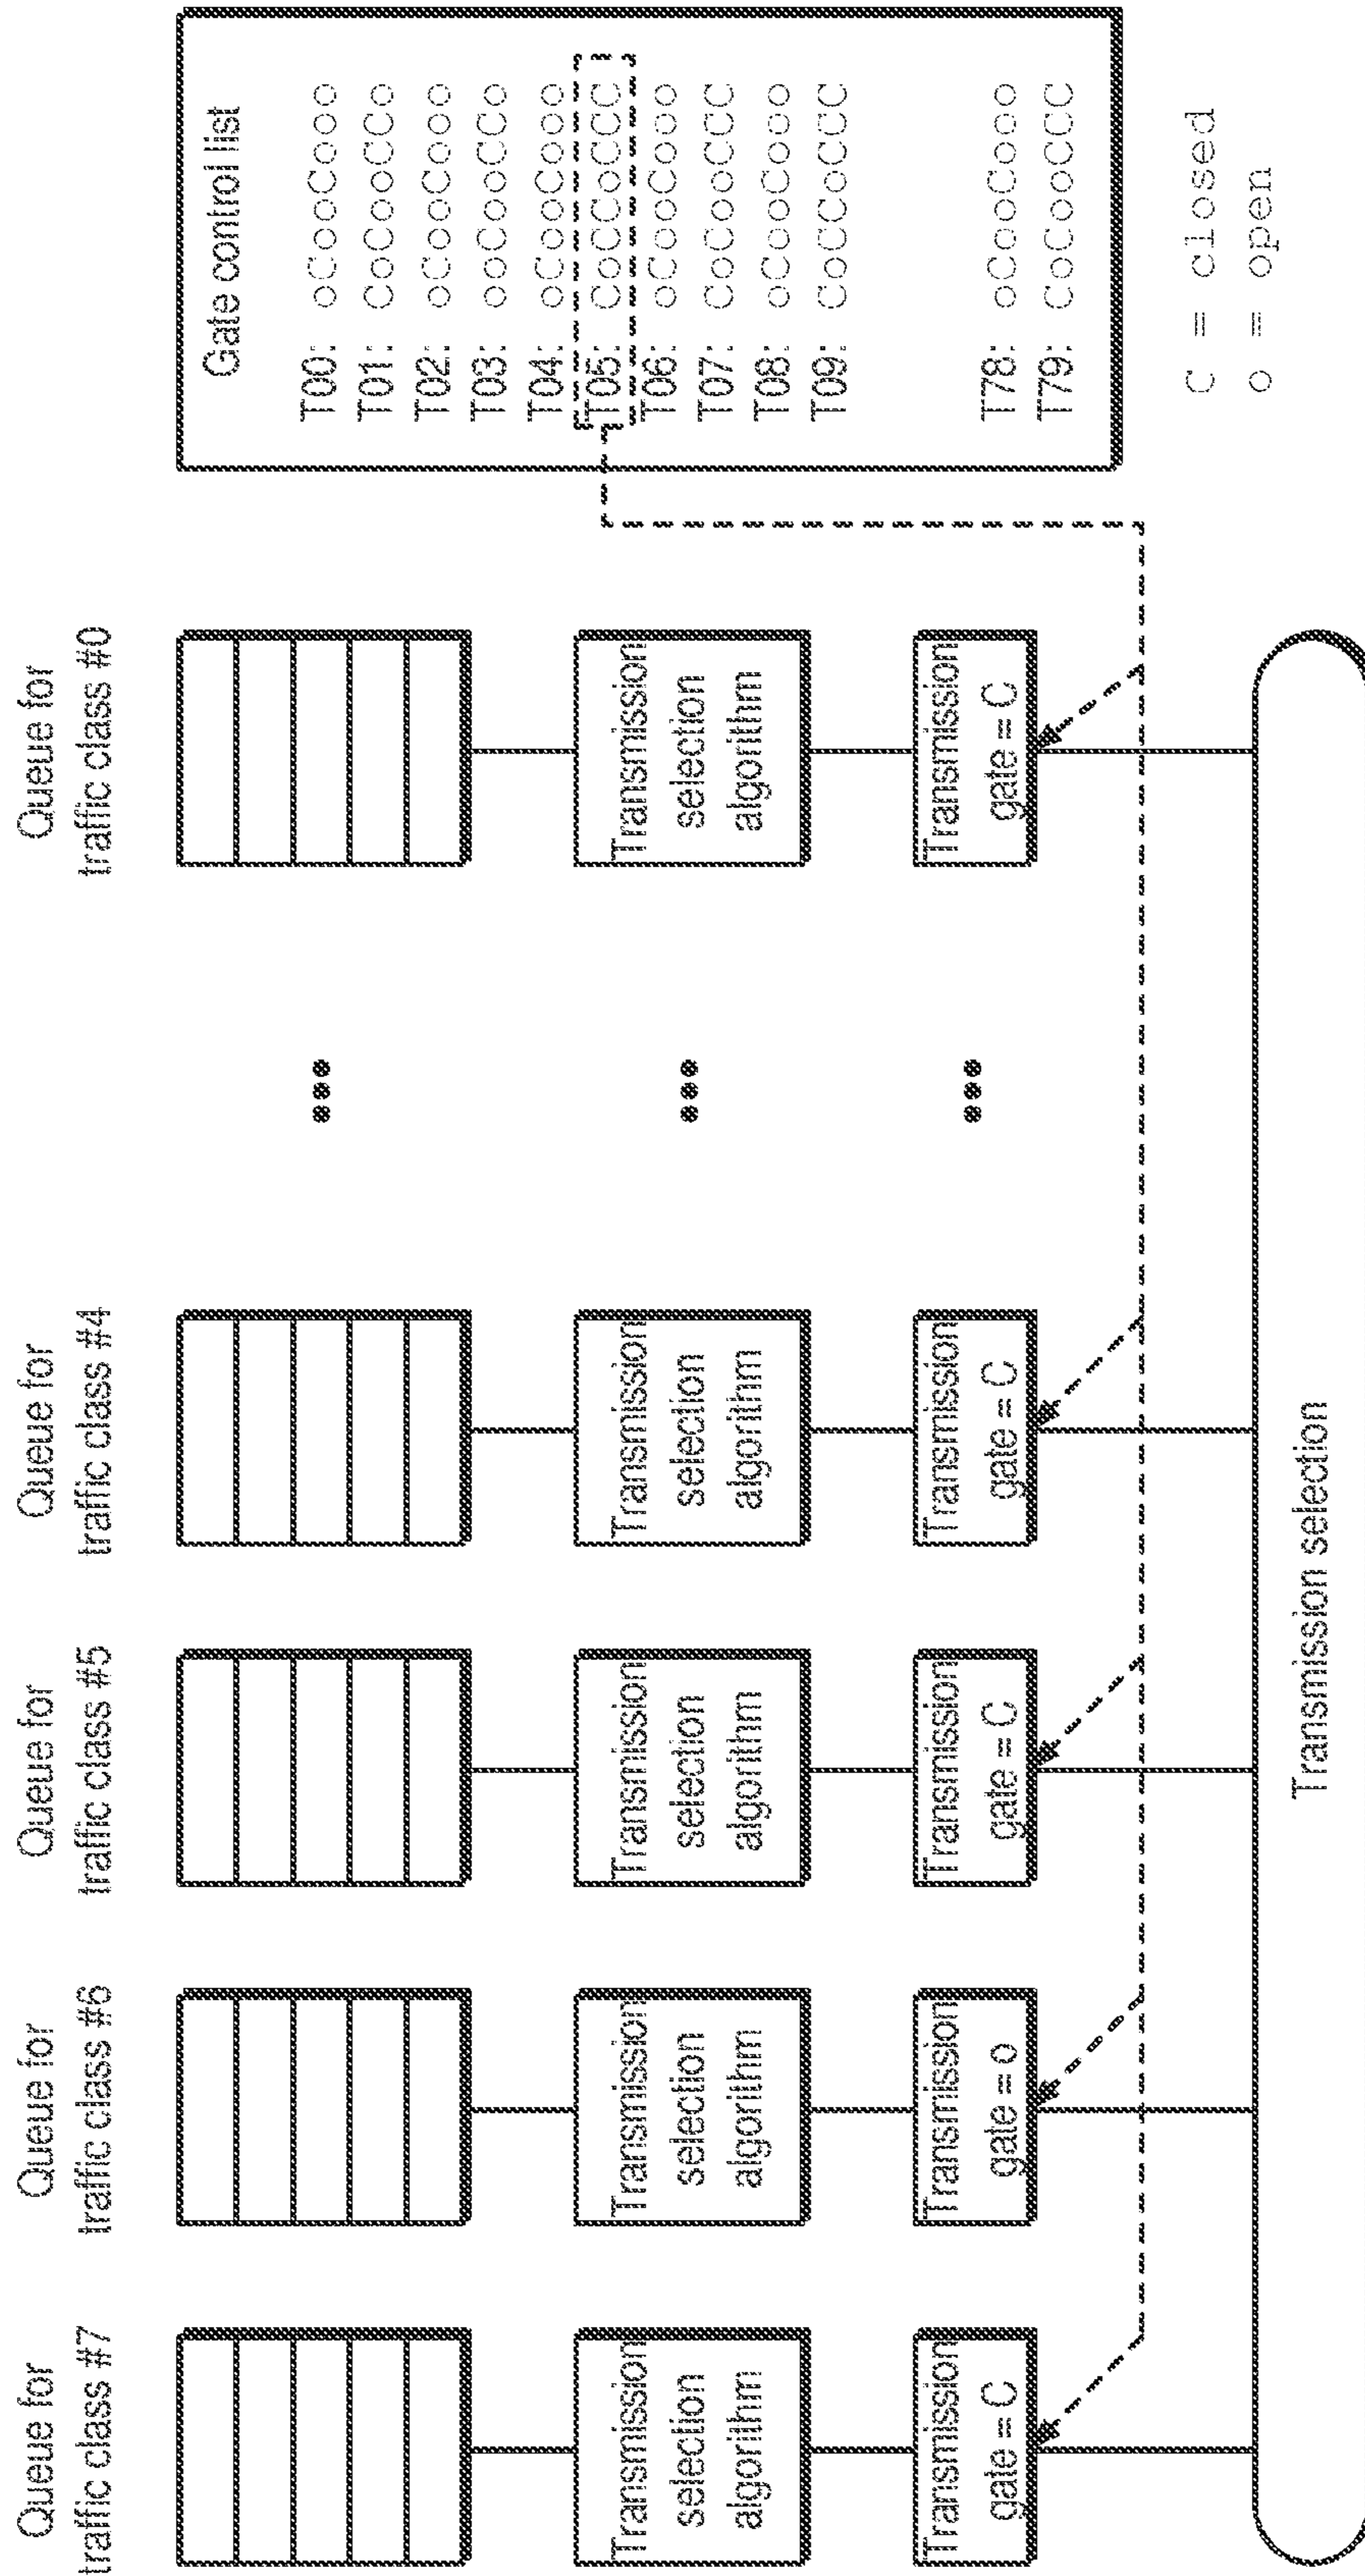 Queue for
traffic class #7
Queue for
traffic class #6
Queue for
traffic class #5
Queue for
traffic class #4
Queue for
traffic class #0
Transmission
selection
algorithm
Transmission
selection
algorithm
Transmission
selection
algorithm
Transmission
selection
algorithm
Transmission
selection
algorithm
Transmission
gate = C
Transmission
gate = o
Transmission
gate = C
Transmission
gate = C
Transmission
gate = C
Transmission selection
Gate control list
T00: oCooCooo
T01: CoCooCCo
T02: oCooCooo
T03: ooCooCCo
T04: oCooCooo
T05: CoCCoCCC
T06: oCooCooo
T07: CoCooCCC
T08: oCooCooo
T09: CoCCoCCC
T78: oCooCooo
T79: CoCooCCC
C = closed
o = open